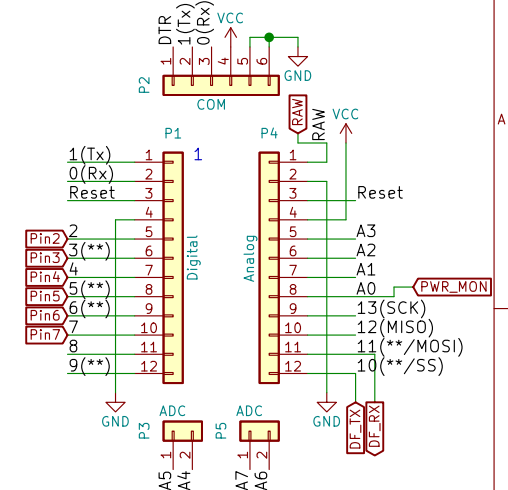 DTR
1(Tx)
0(Rx)
VCC
1
2
3
4
5
6
GND
P2
COM
RAW
RAW
VCC
P1
1
P4
1(Tx) 1
0(Rx) 2
Reset 3
4
Pin2 2 5
Pin3 3(**) 6
Pin4 4 7
Pin5 5(**) 8
Pin6 6(**) 9
Pin7 7 10
8 11
9(**) 12
Digital
Analog
1
2
3 Reset
4
5 A3
6 A2
7 A1
8 A0 PWR_MON
9 13(SCK)
10 12(MISO)
11 11(**/MOSI)
12 10(**/SS)
GND
GND
DF_TX
DF_RX
P3
ADC
1
2
A5
A4
P5
ADC
1
2
A7
A6
A